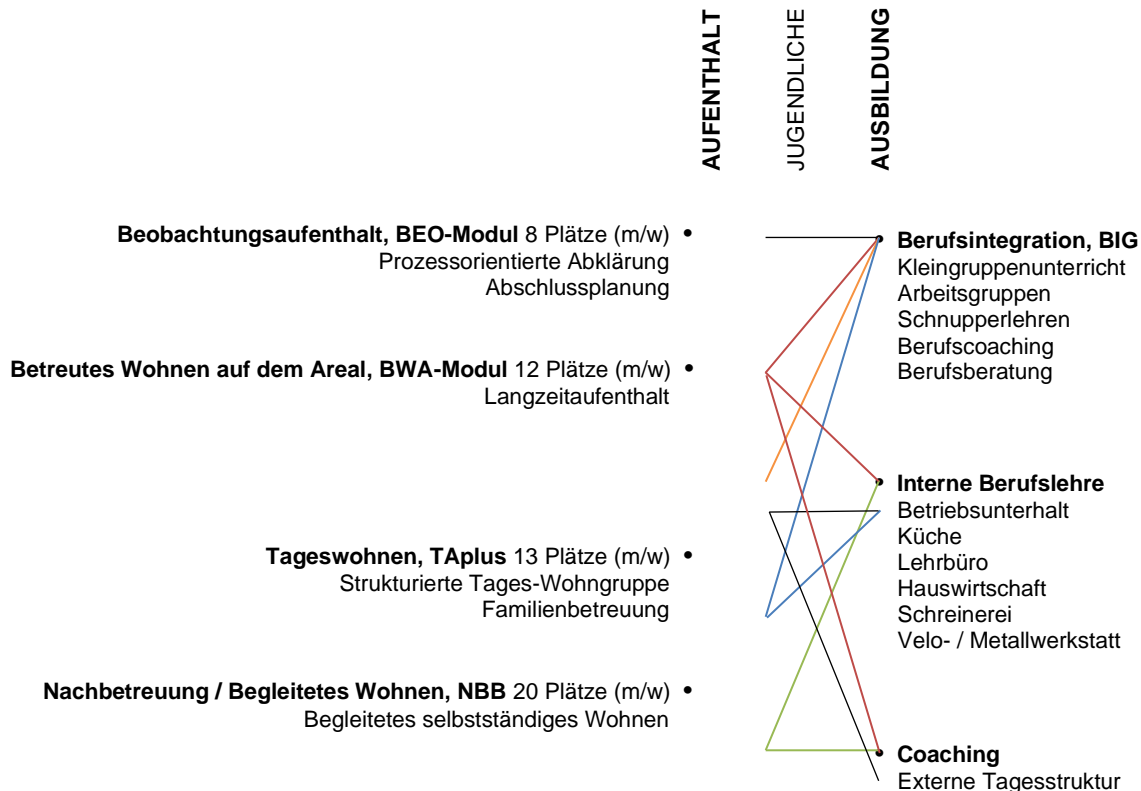 AUFENTHALT
JUGENDLICHE
AUSBILDUNG
Beobachtungsaufenthalt, BEO-Modul 8 Plätze (m/w) •
Prozessorientierte Abklärung
Abschlussplanung
Betreutes Wohnen auf dem Areal, BWA-Modul 12 Plätze (m/w) •
Langzeitaufenthalt
Tageswohnen, TAplus 13 Plätze (m/w) •
Strukturierte Tages-Wohngruppe
Familienbetreuung
Nachbetreuung / Begleitetes Wohnen, NBB 20 Plätze (m/w) •
Begleitetes selbstständiges Wohnen
Berufsintegration, BIG
Kleingruppenunterricht
Arbeitsgruppen
Schnupperlehren
Berufscoaching
Berufsberatung
Interne Berufslehre
Betriebsunterhalt
Küche
Lehrbüro
Hauswirtschaft
Schreinerei
Velo- / Metallwerkstatt
Coaching
Externe Tagesstruktur